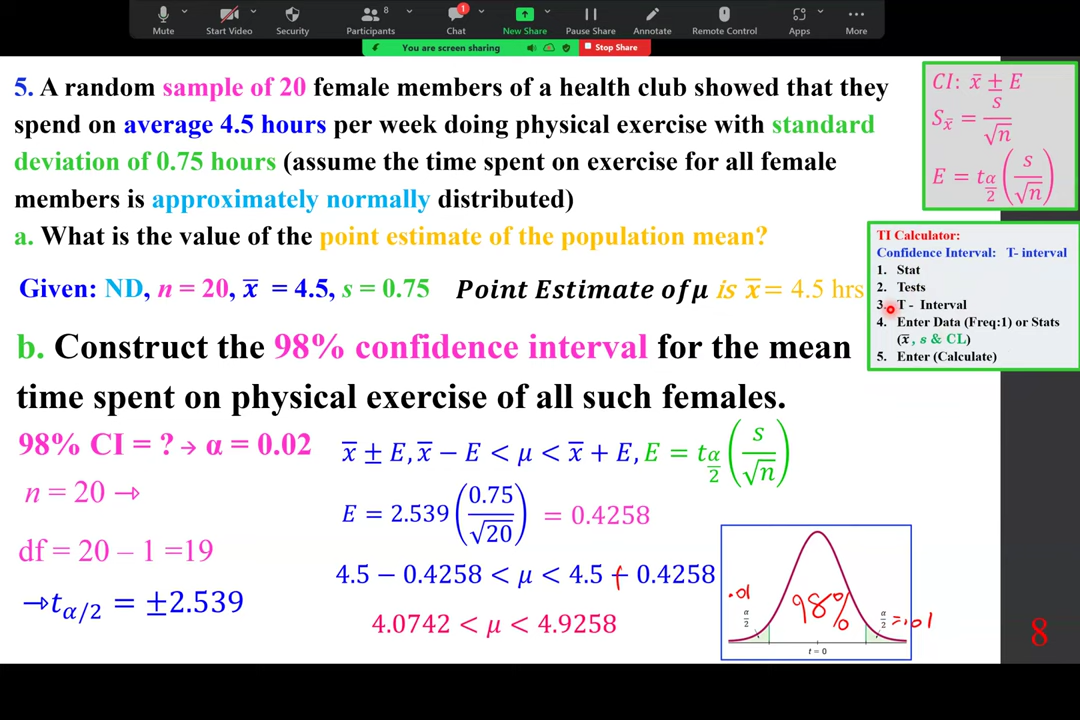 Mute
Start Video
Security
Participants
8
Chat
1
New Share
Pause Share
Annotate
Remote Control
Apps
More
You are screen sharing
Stop Share
5. A random sample of 20 female members of a health club showed that they
spend on average 4.5 hours per week doing physical exercise with standard
deviation of 0.75 hours (assume the time spent on exercise for all female
members is approximately normally distributed)
a. What is the value of the point estimate of the population mean?
Given: ND, n = 20, x̅ = 4.5, s = 0.75 Point Estimate of μ is x̅ = 4.5 hrs
CI: x̅ ± E
S_x̅ = s/√n
E = t_α/2 (s/√n)
TI Calculator:
Confidence Interval: T- interval
1. Stat
2. Tests
3. T - Interval
4. Enter Data (Freq:1) or Stats
(x̅, s & CL)
5. Enter (Calculate)
b. Construct the 98% confidence interval for the mean
time spent on physical exercise of all such females.
98% CI = ? → α = 0.02
n = 20 →
df = 20 – 1 =19
→t_α/2 = ±2.539
x̅ ± E, x̅ − E < μ < x̅ + E, E = t_α/2 (s/√n)
E = 2.539 (0.75/√20) = 0.4258
4.5 − 0.4258 < μ < 4.5 + 0.4258
4.0742 < μ < 4.9258
.01
α/2
98%
α/2 = .01
t = 0
8